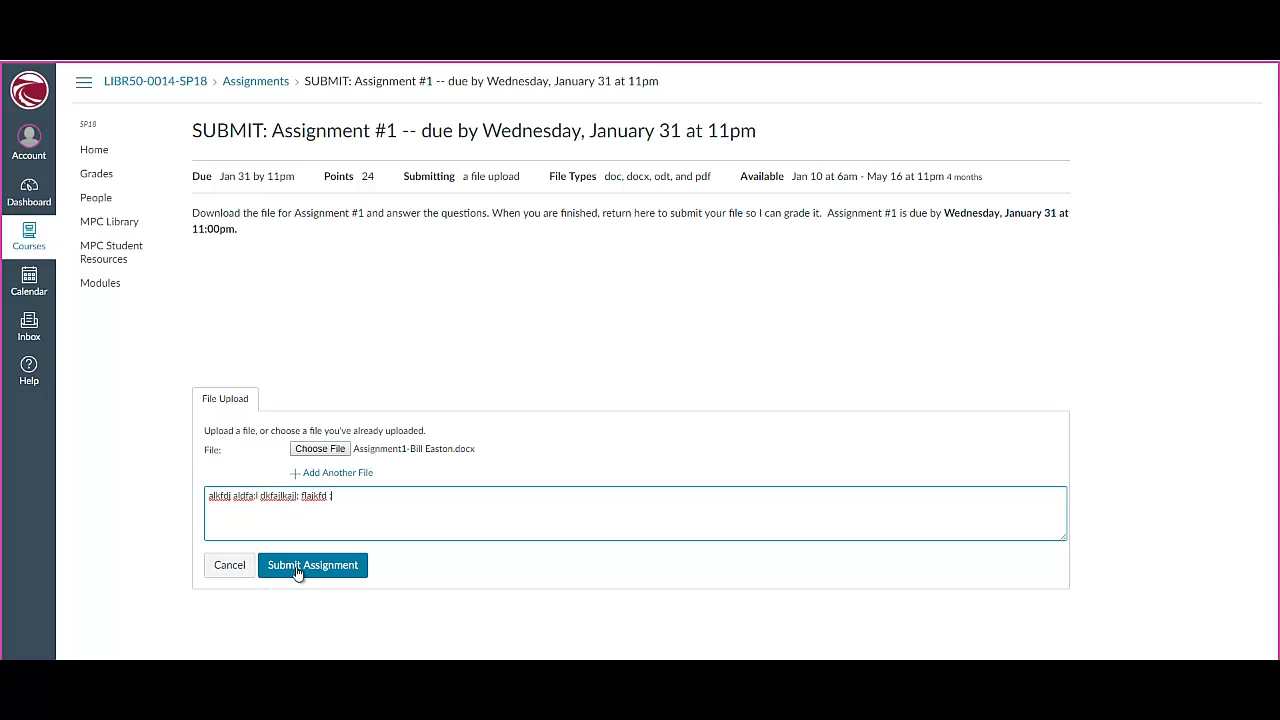 LIBR50-0014-SP18 › Assignments › SUBMIT: Assignment #1 -- due by Wednesday, January 31 at 11pm
Account
Dashboard
Courses
Calendar
Inbox
Help
SP18
Home
Grades
People
MPC Library
MPC Student
Resources
Modules
SUBMIT: Assignment #1 -- due by Wednesday, January 31 at 11pm
Due Jan 31 by 11pm Points 24 Submitting a file upload File Types doc, docx, odt, and pdf Available Jan 10 at 6am - May 16 at 11pm 4 months
Download the file for Assignment #1 and answer the questions. When you are finished, return here to submit your file so I can grade it. Assignment #1 is due by Wednesday, January 31 at
11:00pm.
File Upload
Upload a file, or choose a file you've already uploaded.
File: Choose File Assignment1-Bill Easton.docx
Add Another File
Cancel Submit Assignment